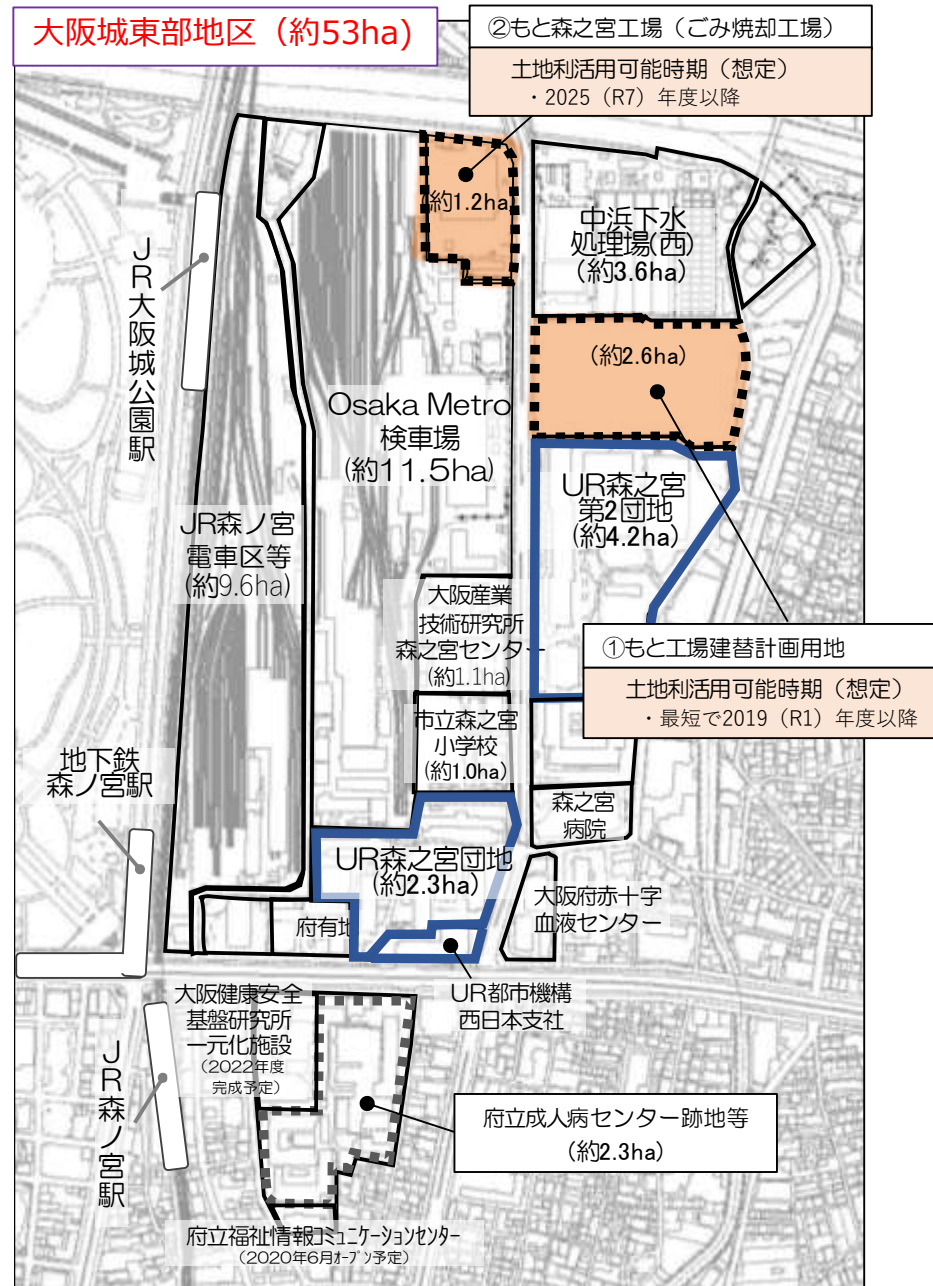 大阪城東部地区（約53ha)
②もと森之宮工場（ごみ焼却工場）
土地利活用可能時期（想定）
・2025（R7）年度以降
(約1.2ha
中浜下水
処理場(西)
(約3.6ha)
JR大阪城公園駅
(約2.6ha)
Osaka Metro
検車場
(約11.5ha)
UR森之宮
第2団地
(約4.2ha)
JR森ノ宮
電車区等
(約9.6ha)
大阪産業
技術研究所
森之宮センター
(約1.1ha)
①もと工場建替計画用地
土地利活用可能時期（想定）
・最短で2019（R1）年度以降
市立森之宮
小学校
(約1.0ha)
地下鉄
森ノ宮駅
森之宮
病院
UR森之宮団地
(約2.3ha)
大阪府赤十字
血液センター
府有地
UR都市機構
西日本支社
大阪健康安全
基盤研究所
一元化施設
(2022年度
完成予定)
JR森ノ宮駅
府立成人病センター跡地等
(約2.3ha)
府立福祉情報ｺﾐｭﾆｹｰｼｮﾝｾﾝﾀｰ
(2020年6月ｵｰﾌﾟﾝ予定)